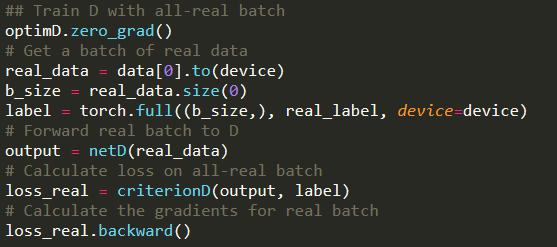 ## Train D with all-real batch
optimD.zero_grad()
# Get a batch of real data
real_data = data[0].to(device)
b_size = real_data.size(0)
label = torch.full((b_size,), real_label, device=device)
# Forward real batch to D
output = netD(real_data)
# Calculate loss on all-real batch
loss_real = criterionD(output, label)
# Calculate the gradients for real batch
loss_real.backward()